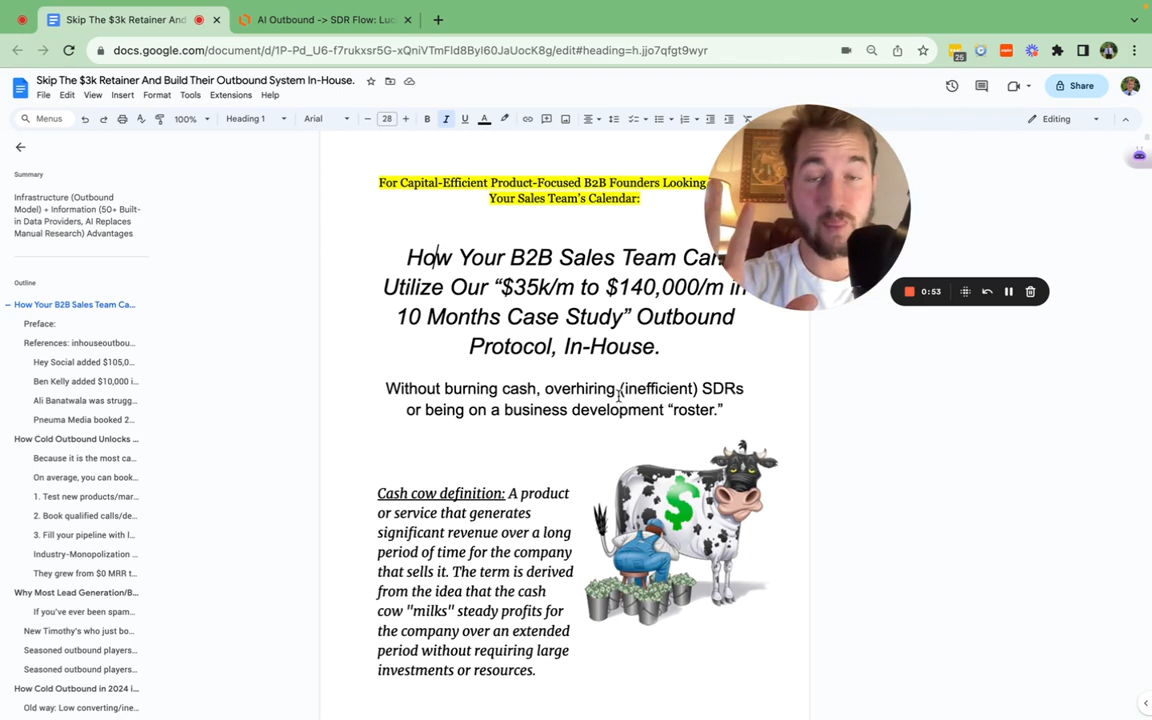 Skip The $3k Retainer And
AI Outbound -> SDR Flow: Luc
docs.google.com/document/d/1P-Pd_U6-f7rukxsr5G-xQniVTmFld8Byl60JaUocK8g/edit#heading=h.jjo7qfgt9wyr
25
Skip The $3k Retainer And Build Their Outbound System In-House.
File Edit View Insert Format Tools Extensions Help
Share
Menus
100%
Heading 1
Arial
28
Editing
Summary
Infrastructure (Outbound
Model) + Information (50+ Built-
in Data Providers, AI Replaces
Manual Research) Advantages
Outline
How Your B2B Sales Team Ca...
Preface:
References: inhouseoutbou...
Hey Social added $105,0...
Ben Kelly added $10,000 i...
Ali Banatwala was strugg...
Pneuma Media booked 2...
How Cold Outbound Unlocks ...
Because it is the most ca...
On average, you can book...
1. Test new products/mar...
2. Book qualified calls/de...
3. Fill your pipeline with l...
Industry-Monopolization ...
They grew from $0 MRR t...
Why Most Lead Generation/B...
If you've ever been spam...
New Timothy's who just bo...
Seasoned outbound players...
Seasoned outbound players...
How Cold Outbound in 2024 i...
Old way: Low converting/ine...
For Capital-Efficient Product-Focused B2B Founders Looking
Your Sales Team's Calendar:
How Your B2B Sales Team Can
Utilize Our "$35k/m to $140,000/m in
10 Months Case Study" Outbound
Protocol, In-House.
Without burning cash, overhiring (inefficient) SDRs
or being on a business development "roster."
0:53
Cash cow definition: A product
or service that generates
significant revenue over a long
period of time for the company
that sells it. The term is derived
from the idea that the cash
cow "milks" steady profits for
the company over an extended
period without requiring large
investments or resources.
$